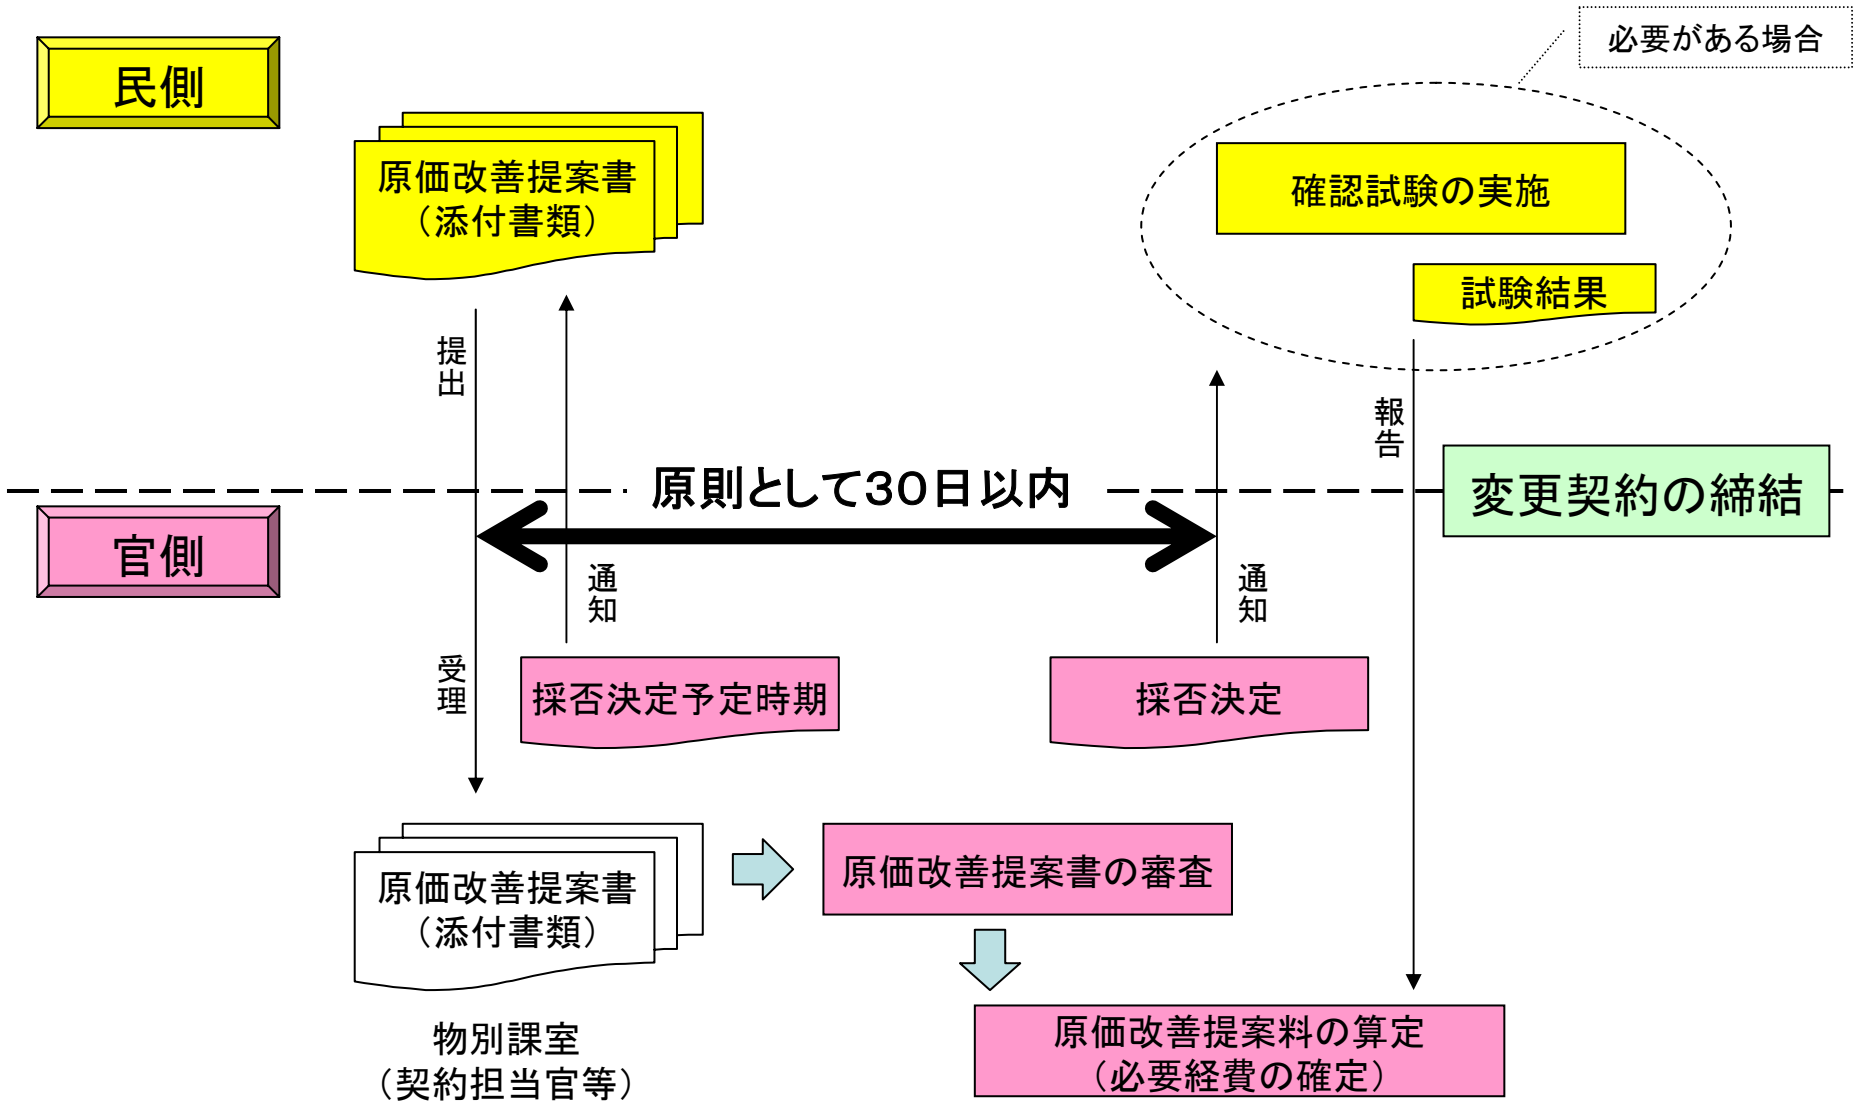 必要がある場合
民側
原価改善提案書
（添付書類）
確認試験の実施
試験結果
提出
報告
原則として３０日以内
変更契約の締結
官側
通知
通知
受理
採否決定予定時期
採否決定
原価改善提案書
（添付書類）
原価改善提案書の審査
物別課室
（契約担当官等）
原価改善提案料の算定
（必要経費の確定）